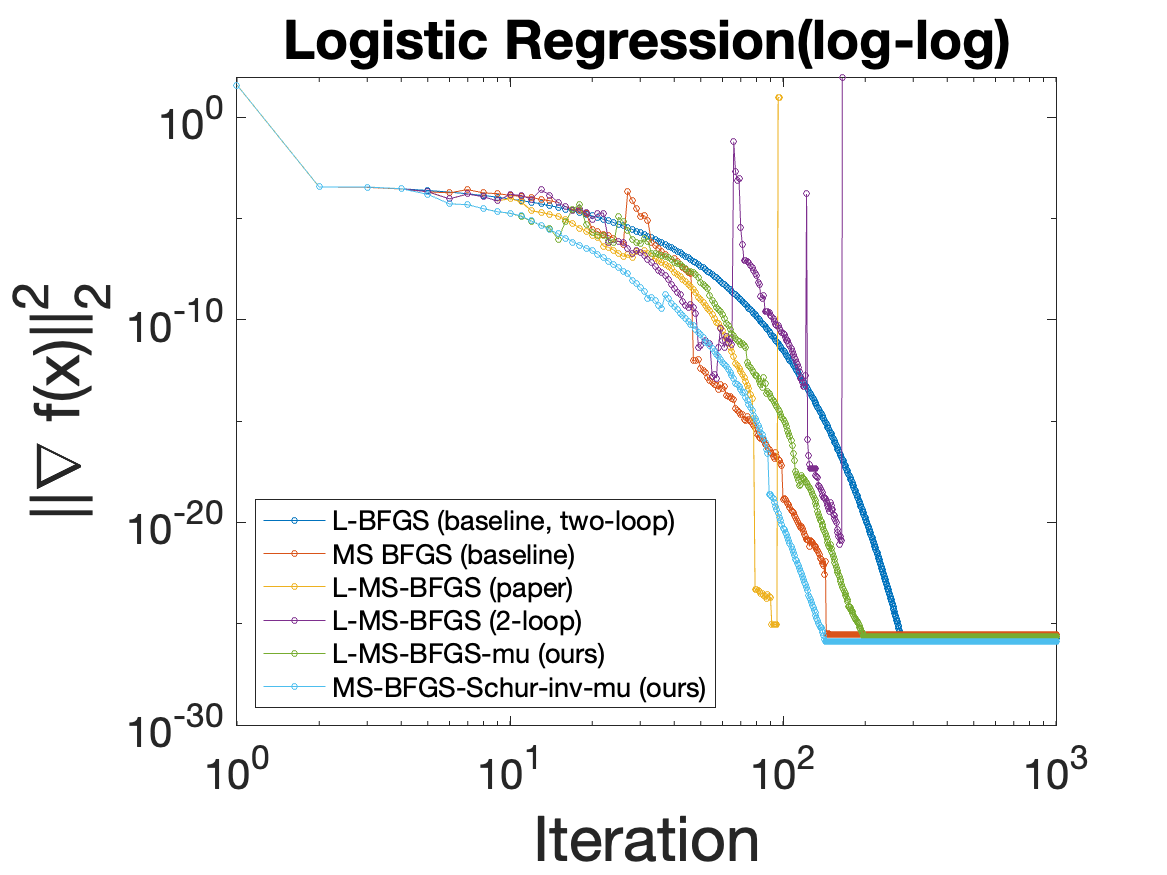 Logistic Regression(log-log)
||∇ f(x)||₂²
10⁰
10⁻¹⁰
10⁻²⁰
10⁻³⁰
L-BFGS (baseline, two-loop)
MS BFGS (baseline)
L-MS-BFGS (paper)
L-MS-BFGS (2-loop)
L-MS-BFGS-mu (ours)
MS-BFGS-Schur-inv-mu (ours)
10⁰ 10¹ 10² 10³
Iteration